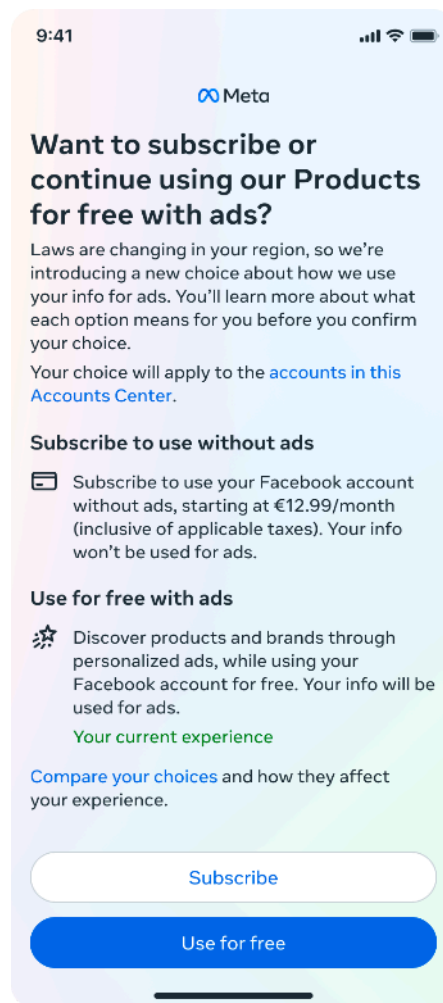 9:41
Meta
Want to subscribe or
continue using our Products
for free with ads?
Laws are changing in your region, so we’re
introducing a new choice about how we use
your info for ads. You’ll learn more about what
each option means for you before you confirm
your choice.
Your choice will apply to the accounts in this
Accounts Center.
Subscribe to use without ads
Subscribe to use your Facebook account
without ads, starting at €12.99/month
(inclusive of applicable taxes). Your info
won’t be used for ads.
Use for free with ads
Discover products and brands through
personalized ads, while using your
Facebook account for free. Your info will be
used for ads.
Your current experience
Compare your choices and how they affect
your experience.
Subscribe
Use for free